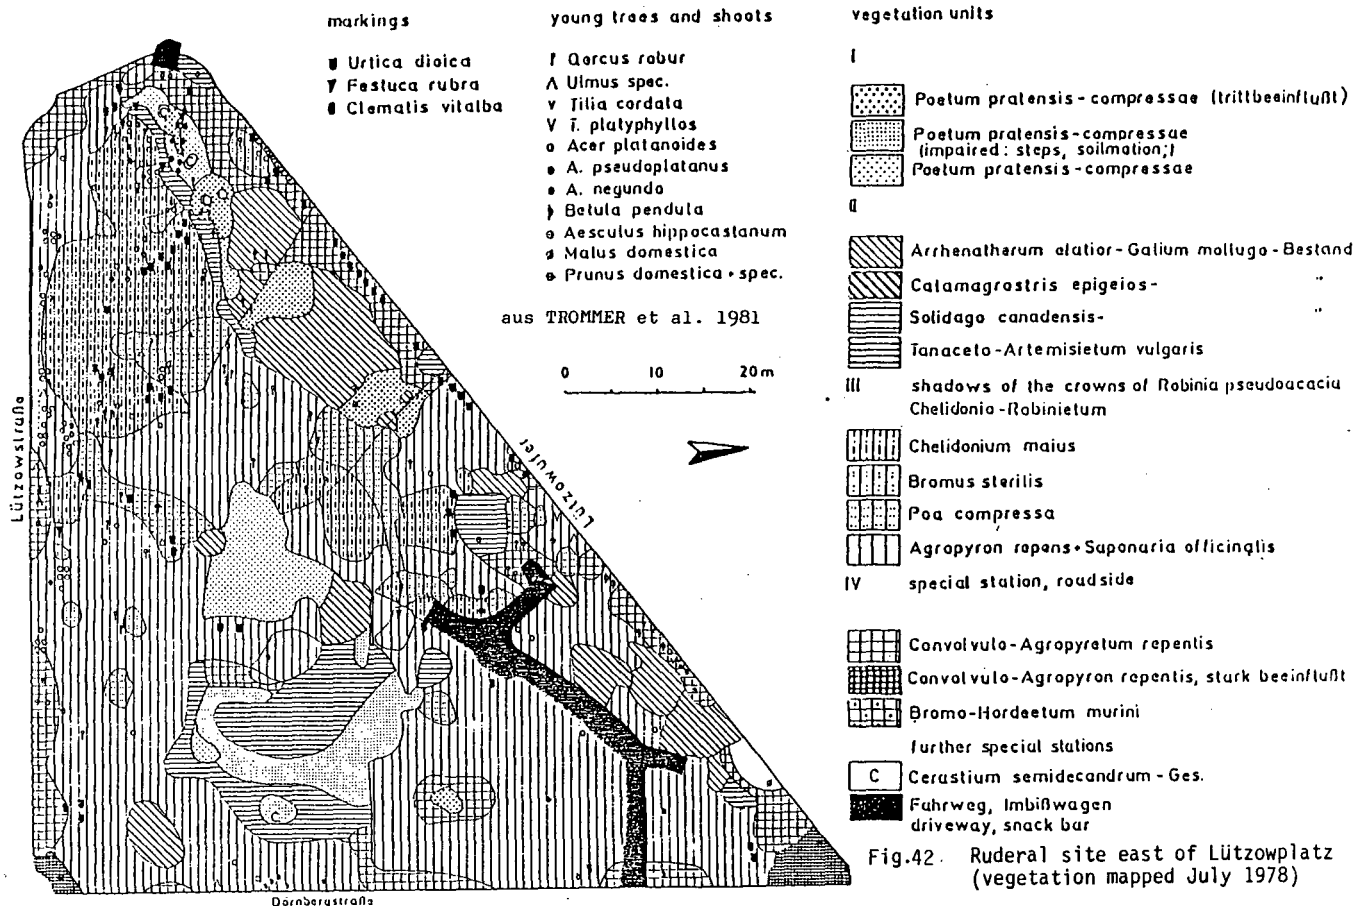 markings
Urtica dioica
Festuca rubra
Clematis vitalba
young trees and shoots
Qarcus robur
Ulmus spec.
Tilia cordata
T. platyphyllos
Acer platanoides
A. pseudoplatanus
A. negundo
Betula pendula
Aesculus hippocastanum
Malus domestica
Prunus domestica + spec.
aus TROMMER et al. 1981
0 10 20 m
vegetation units
I
Poetum pratensis - compressae (trittbeeinflußt)
Poetum pratensis - compressae
(impaired: steps, soilmation;)
Poetum pratensis - compressae
II
Arrhenatherum elatior - Galium mollugo - Bestand
Calamagrostris epigeios - "
Solidago canadensis - "
Tanaceto - Artemisietum vulgaris
III shadows of the crowns of Robinia pseudoacacia
Chelidonia - Robinietum
Chelidonium maius
Bromus sterilis
Poa compressa
Agropyron repens + Saponaria officinalis
IV special station, roadside
Convolvulo - Agropyretum repentis
Convolvulo - Agropyron repentis, stark beeinflußt
Bromo - Hordeetum murini
further special stations
C Cerastium semidecandrum - Ges.
Fahrweg, Imbißwagen
driveway, snack bar
Fig.42. Ruderal site east of Lützowplatz
(vegetation mapped July 1978)
Lützowstraße
Lützowufer
Dörnbergstraße
C
C